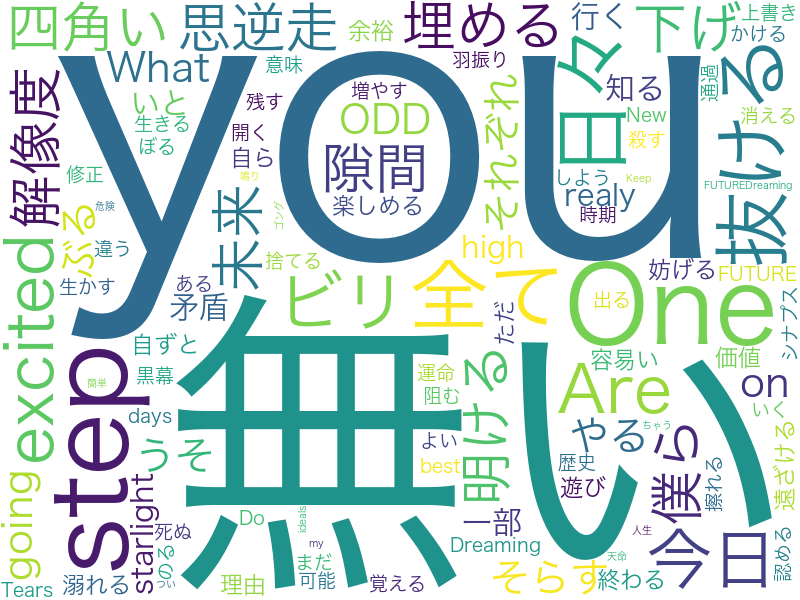 四角い
思逆走
余裕
埋める
行く
下げ
上書き
かける
What
意味
羽振り
you
日々
知る
通過
ぶる
解像度
いと
生きる
ぼる
残す
増やす
ODD
それぞれ
New
殺す
消える
抜ける
修正
開く
自ら
鳴り
隙間
楽しめる
しよう
realy
時期
Keep
FUTUREDreaming
危険
違う
未来
ゴング
high
妨げる
FUTURE
excited
生かす
ある
捨てる
矛盾
ビリ
全て
ただ
One
出る
シナプス
step
自ずと
無い
明ける
容易い
価値
黒幕
簡単
運命
阻む
Are
on
days
うそ
よい
やる
ちゃう
いく
僕ら
going
starlight
best
歴史
遊び
擦れる
遠ざける
Do
ideals
一部
人生
死ぬ
my
Dreaming
今日
認める
Tears
溺れる
のる
つい
理由
まだ
可能
覚える
そらす
終わる
天命